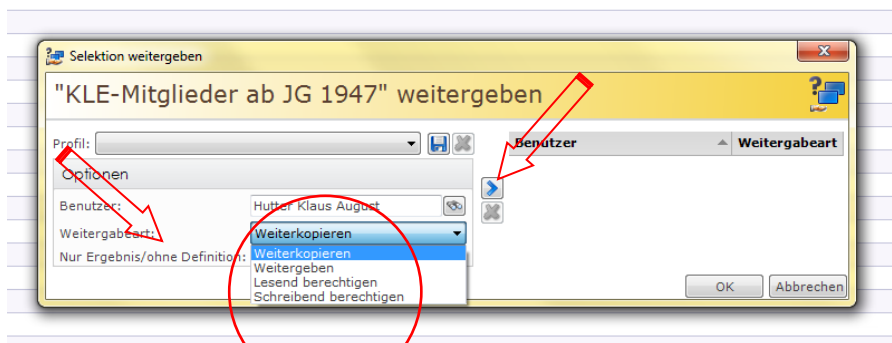 Selektion weitergeben
"KLE-Mitglieder ab JG 1947" weitergeben
Profil:
Benutzer Weitergabeart
Optionen
Benutzer: Hutter Klaus August
Weitergabeart: Weiterkopieren
Nur Ergebnis/ohne Definition: Weiterkopieren
Weitergeben
Lesend berechtigen
Schreibend berechtigen
OK Abbrechen